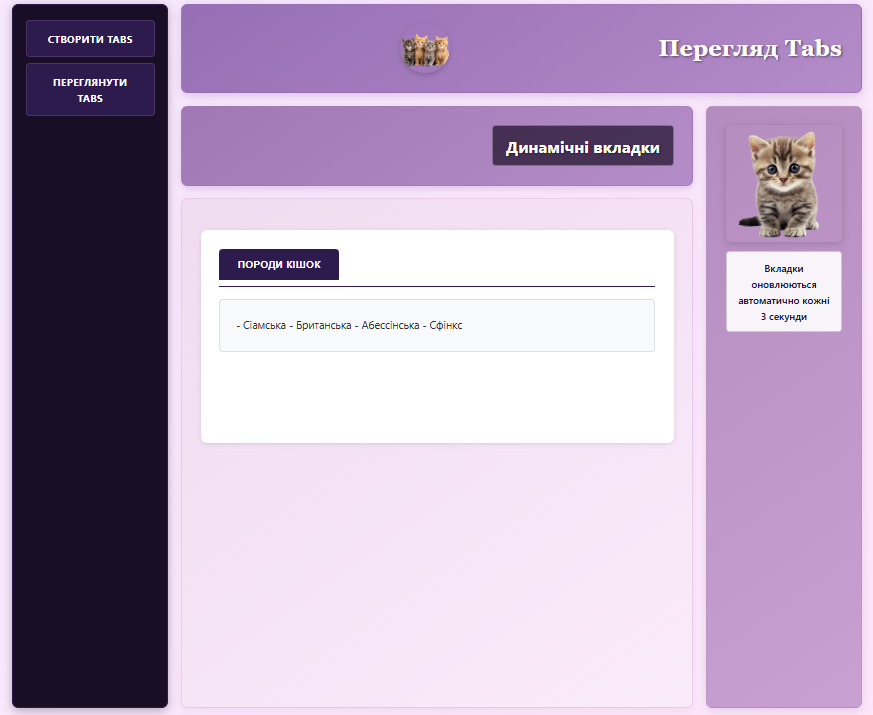 СТВОРИТИ TABS
ПЕРЕГЛЯНУТИ
TABS
Перегляд Tabs
Динамічні вкладки
ПОРОДИ КІШОК
- Сіамська - Британська - Абессінська - Сфінкс
Вкладки
оновлюються
автоматично кожні
3 секунди